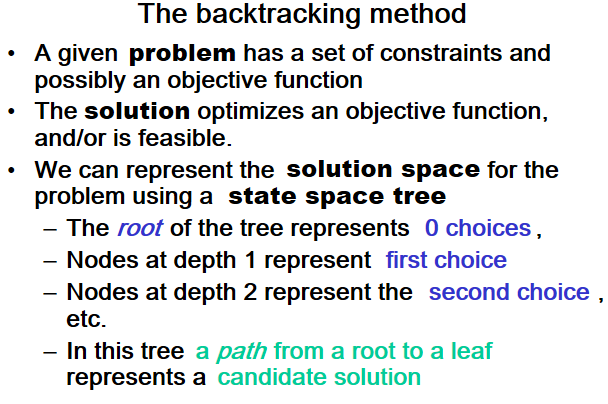 The backtracking method
• A given problem has a set of constraints and
possibly an objective function
• The solution optimizes an objective function,
and/or is feasible.
• We can represent the solution space for the
problem using a state space tree
– The root of the tree represents 0 choices ,
– Nodes at depth 1 represent first choice
– Nodes at depth 2 represent the second choice ,
etc.
– In this tree a path from a root to a leaf
represents a candidate solution